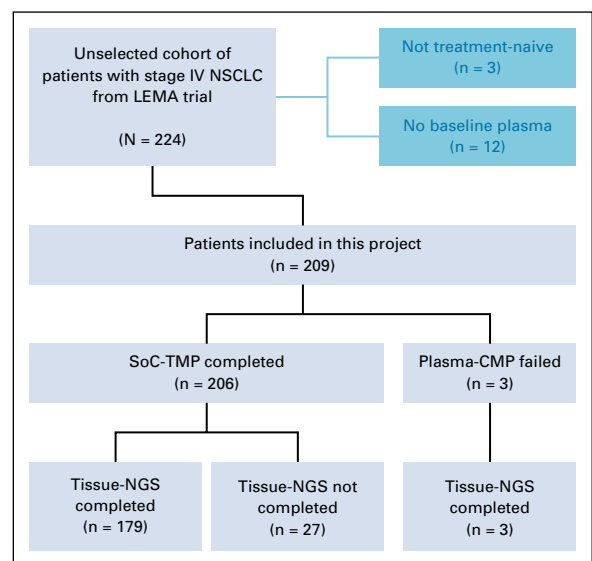 Unselected cohort of
patients with stage IV NSCLC
from LEMA trial
(N = 224)
Not treatment-naive
(n = 3)
No baseline plasma
(n = 12)
Patients included in this project
(n = 209)
SoC-TMP completed
(n = 206)
Plasma-CMP failed
(n = 3)
Tissue-NGS
completed
(n = 179)
Tissue-NGS not
completed
(n = 27)
Tissue-NGS
completed
(n = 3)